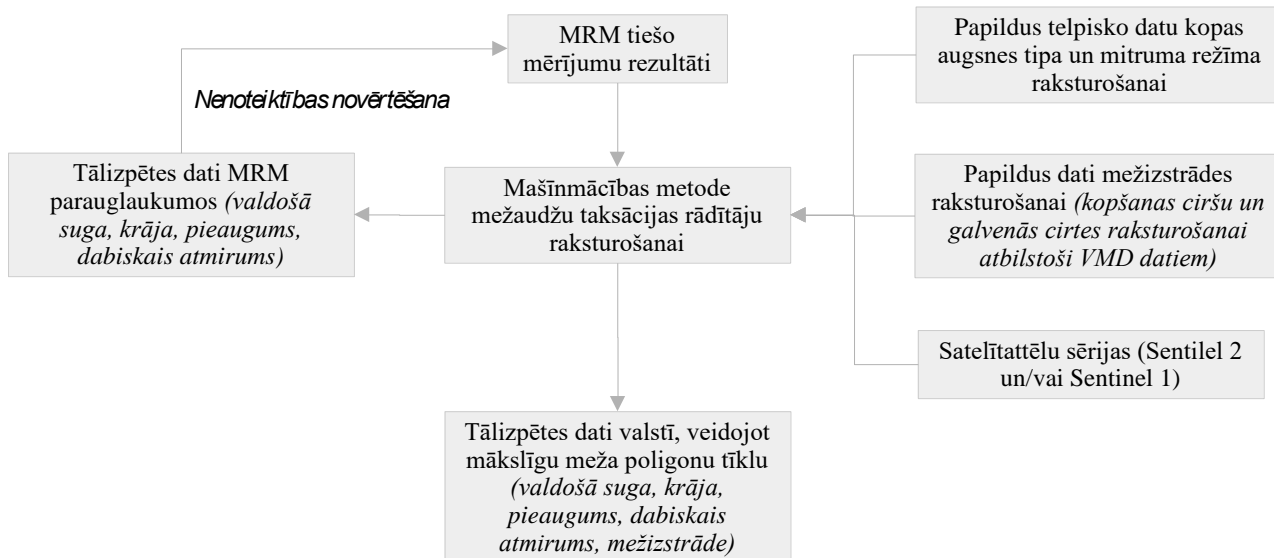 MRM tiešo
mērījumu rezultāti
Papildus telpisko datu kopas
augsnes tipa un mitruma režīma
raksturošanai
Nenoteiktības novērtēšana
Tālizpētes dati MRM
parauglaukumos (valdošā
suga, krāja, pieaugums,
dabiskais atmirums)
Mašīnmācības metode
mežaudžu taksācijas rādītāju
raksturošanai
Papildus dati mežizstrādes
raksturošanai (kopšanas ciršu un
galvenās cirtes raksturošanai
atbilstoši VMD datiem)
Satelītattēlu sērijas (Sentilel 2
un/vai Sentinel 1)
Tālizpētes dati valstī, veidojot
mākslīgu meža poligonu tīklu
(valdošā suga, krāja,
pieaugums, dabiskais
atmirums, mežizstrāde)